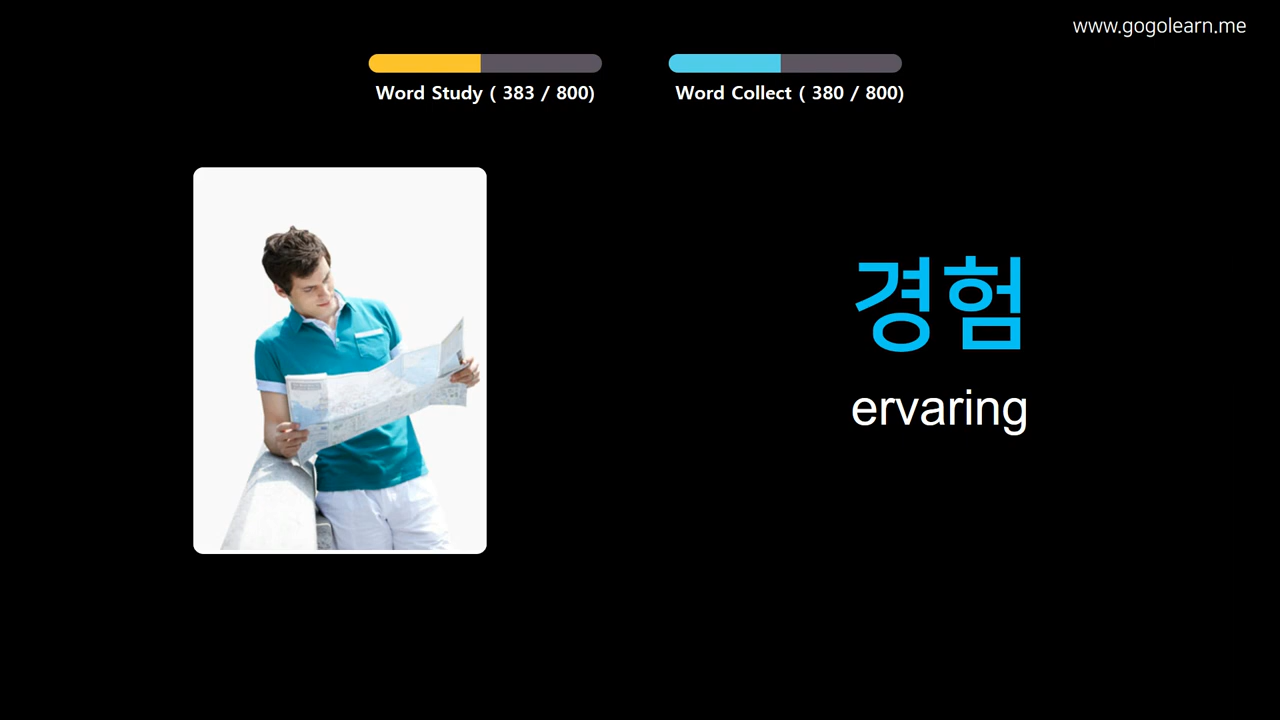 www.gogolearn.me
Word Study ( 383 / 800)
Word Collect ( 380 / 800)
경험
ervaring